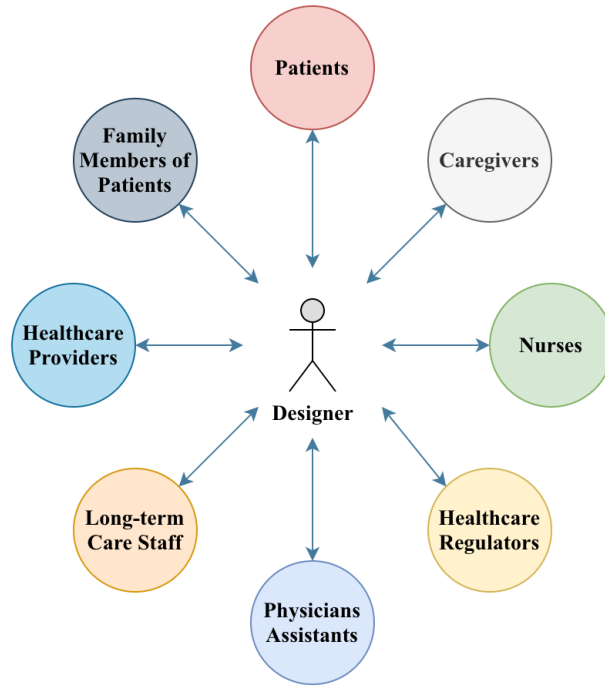 Patients
Family
Members of
Patients
Caregivers
Healthcare
Providers
Nurses
Designer
Long-term
Care Staff
Healthcare
Regulators
Physicians
Assistants